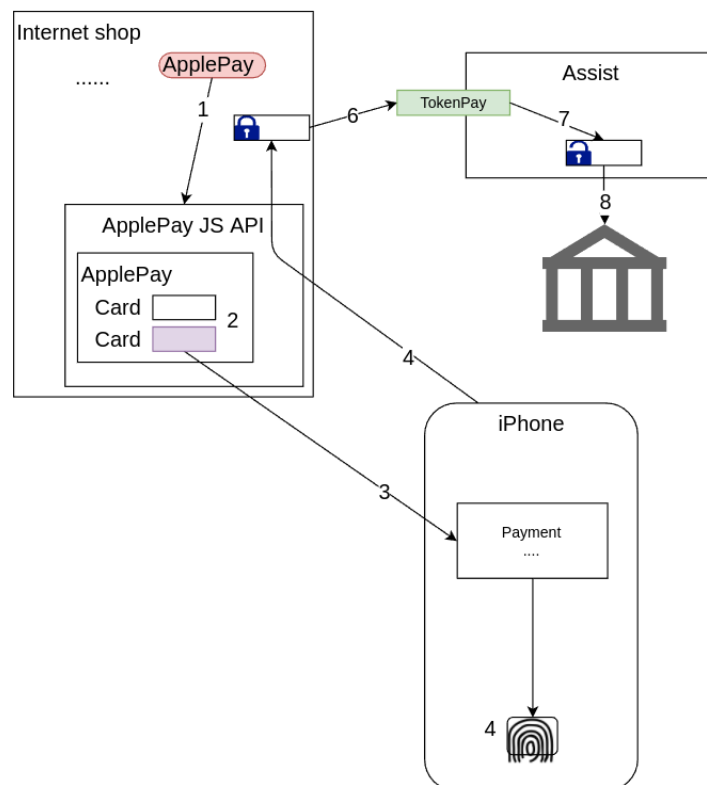 Internet shop
......
ApplePay
1
6
TokenPay
Assist
7
8
ApplePay JS API
ApplePay
Card
2
Card
4
3
iPhone
Payment
....
4